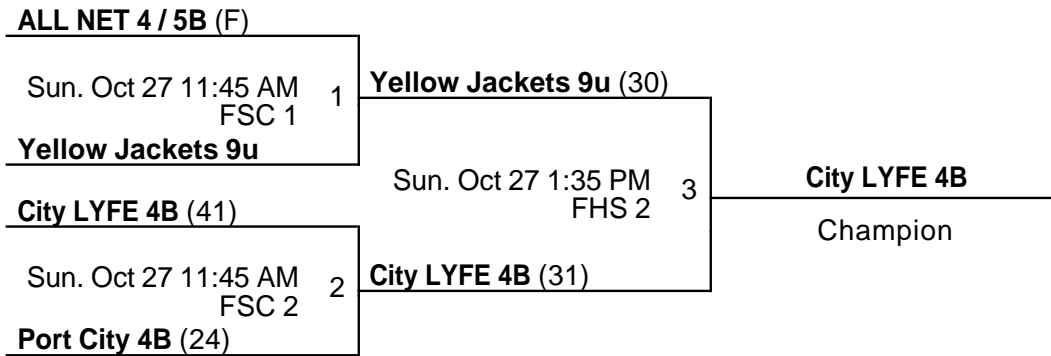 ALL NET 4 / 5B (F)
Sun. Oct 27 11:45 AM
FSC 1
1
Yellow Jackets 9u
Yellow Jackets 9u (30)
City LYFE 4B (41)
Sun. Oct 27 11:45 AM
FSC 2
2
Port City 4B (24)
City LYFE 4B (31)
Sun. Oct 27 1:35 PM
FHS 2
3
City LYFE 4B
Champion